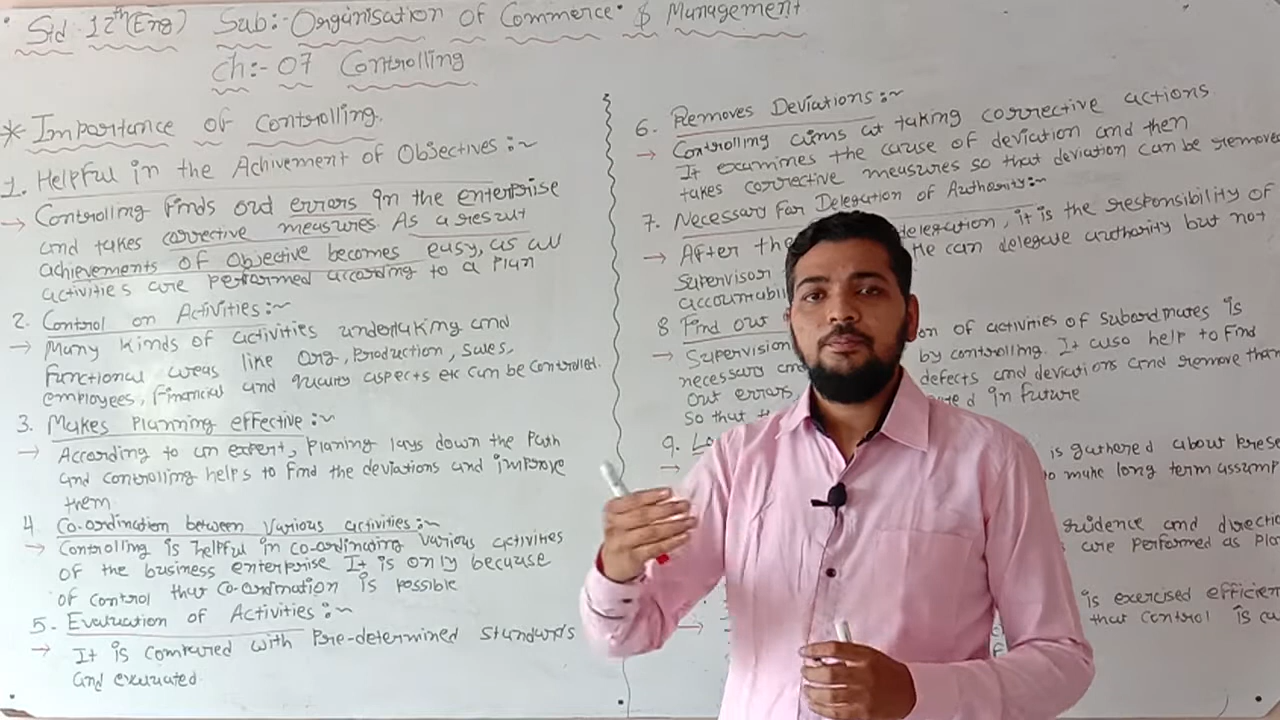 Std 12th(Eng) Sub:- Organisation of Commerce & Management
Ch:- 07 Controlling
* Importance of controlling.
1. Helpful in the Achivement of Objectives :~
→ Controlling finds out errors in the enterprise
and takes corrective measures. As a result
achievements of Objective becomes easy, as all
activities are performed according to a Plan
2. Control on Activities :~
→ Many kinds of activities undertaking and
functional areas like Org, Production, Sales,
employees, financial and quality aspects etc can be controlled.
3. Makes Planning effective :~
→ According to an expert, Planing lays down the Path
and controlling helps to find the deviations and improve
them
4. Co-ordination between Various activities :~
→ Controlling is helpful in co-ordinating various activities
of the business enterprise It is only because
of control that Co-ordination is possible
5. Evaluation of Activities :~
→ It is compared with Pre-determined standards
and evaluated
6. Removes Deviations :~
→ Controlling aims at taking corrective actions
It examines the cause of deviation and then
takes corrective measures so that deviation can be removed
7. Necessary for Delegation of Authority :~
→ After the delegation, it is the responsibility of
Supervisor he can delegate authority but not
8. Find out
→ Supervision on of activities of subordinates is
necessary and by controlling. It also help to find
out errors defects and deviations and remove than
So that in future
9.
→ is gathered about
to make long term
evidence and
are performed as
→ is exercised
that control is